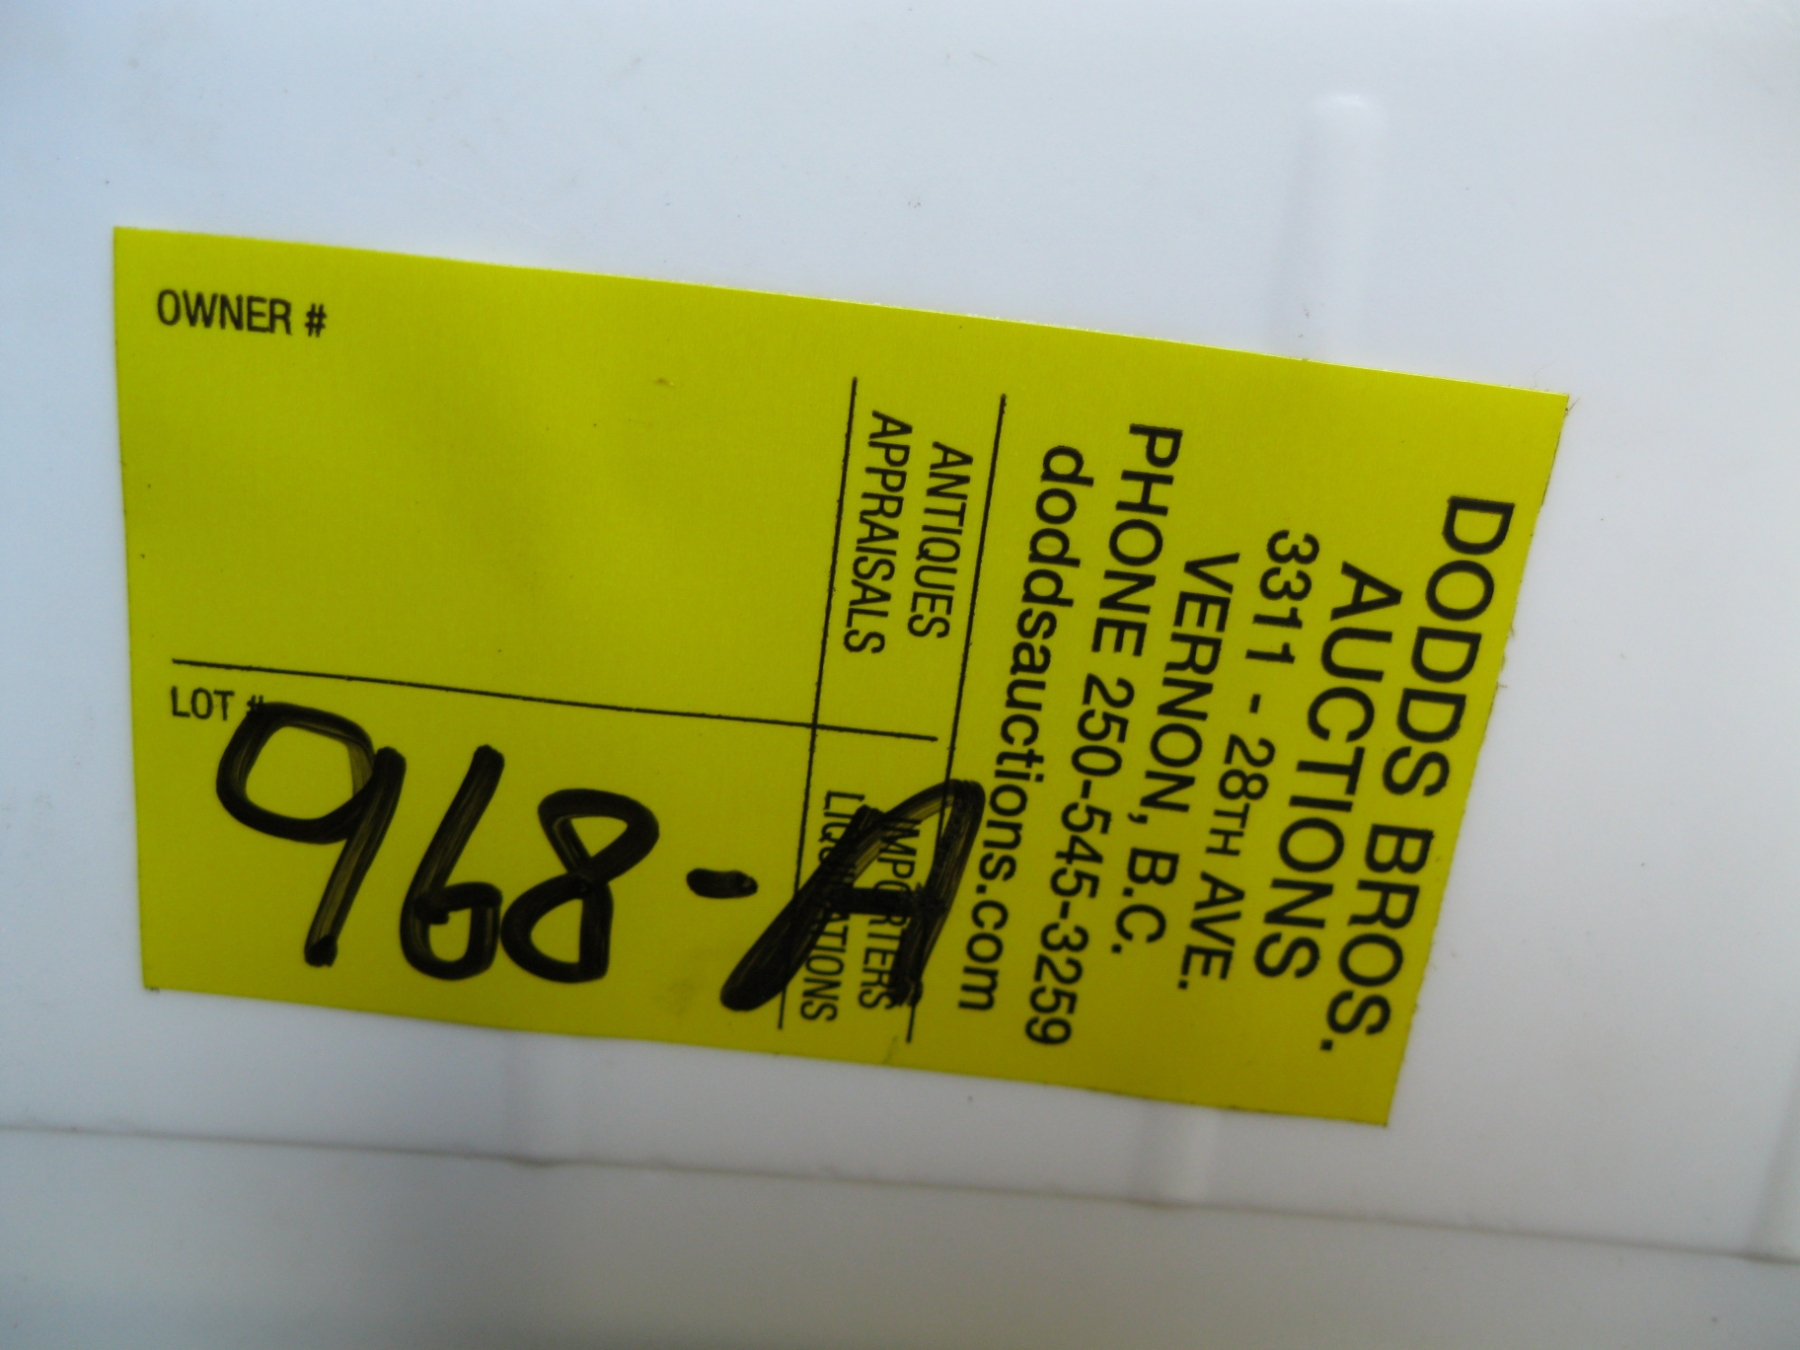 DODDS BROS.
AUCTIONS
3311 - 28TH AVE.
VERNON, B.C.
PHONE 250-545-3259
doddsauctions.com
ANTIQUES
APPRAISALS
IMPORTERS
LIQUIDATIONS
OWNER #
LOT #
968-A